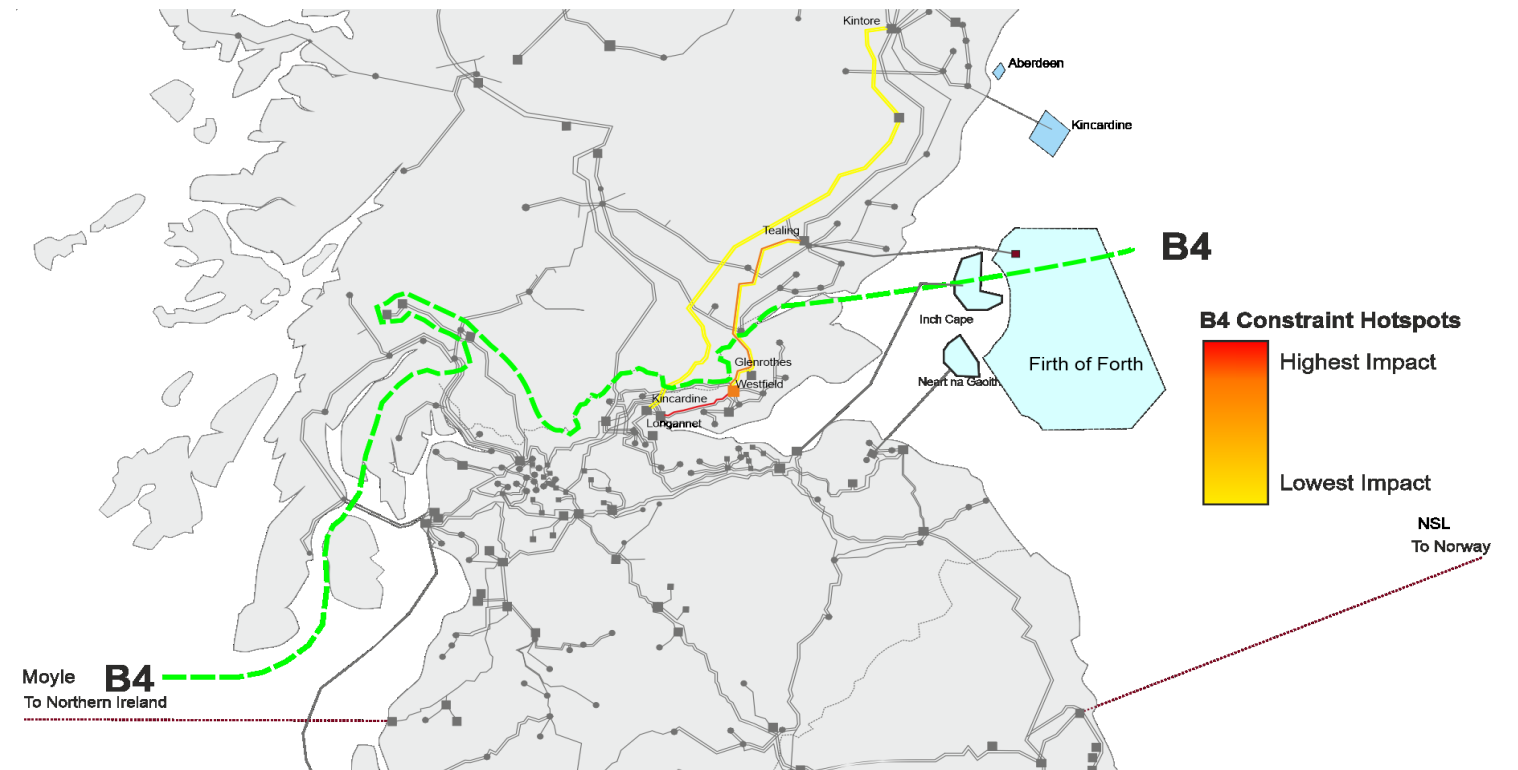 Kintore
Aberdeen
Kincardine
Tealing
B4
Inch Cape
B4 Constraint Hotspots
Highest Impact
Glenrothes
Firth of Forth
Neart na Gaoith
Westfield
Kincardine
Longannet
Lowest Impact
NSL
To Norway
Moyle
B4
To Northern Ireland